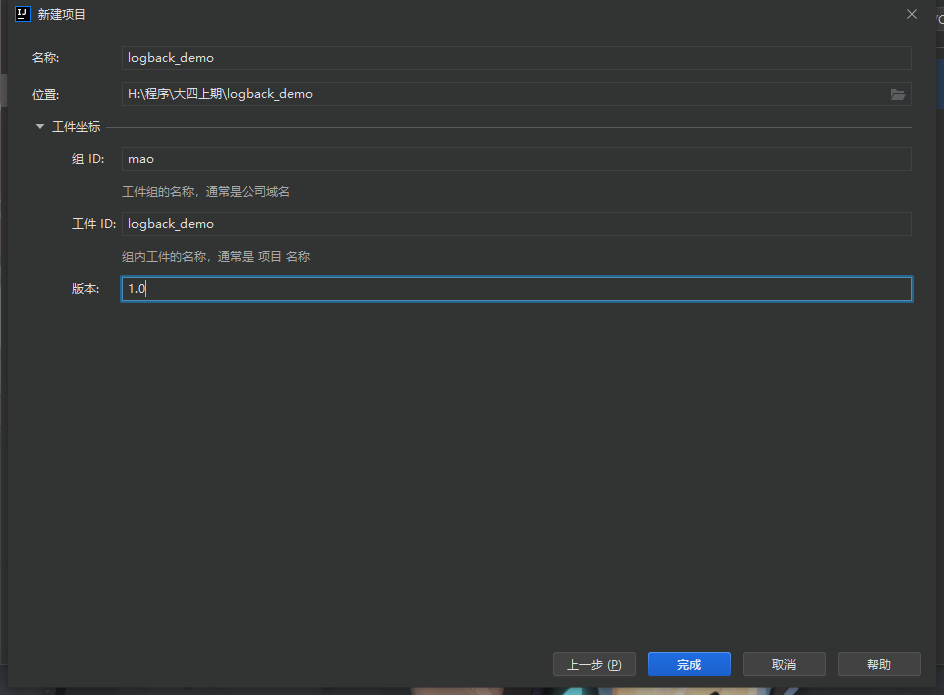 新建项目
名称: logback_demo
位置: H:\程序\大四上期\logback_demo
工件坐标
组 ID: mao
工件组的名称，通常是公司域名
工件 ID: logback_demo
组内工件的名称，通常是 项目 名称
版本: 1.0
上一步 (P) 完成 取消 帮助